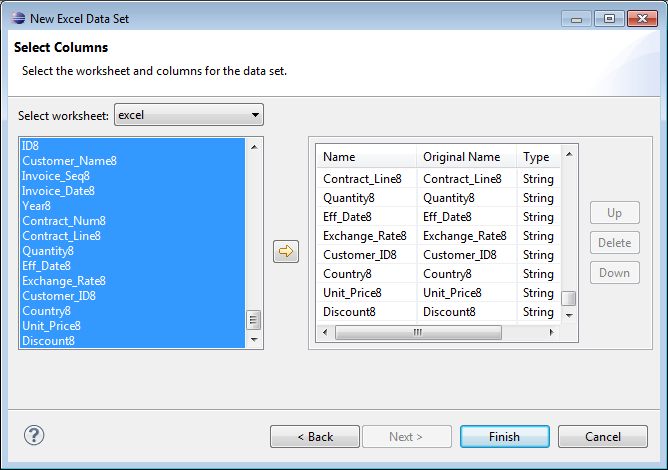 New Excel Data Set
Select Columns
Select the worksheet and columns for the data set.
Select worksheet: excel
ID8
Customer_Name8
Invoice_Seq8
Invoice_Date8
Year8
Contract_Num8
Contract_Line8
Quantity8
Eff_Date8
Exchange_Rate8
Customer_ID8
Country8
Unit_Price8
Discount8
Name Original Name Type
Contract_Line8 Contract_Line8 String
Quantity8 Quantity8 String
Eff_Date8 Eff_Date8 String
Exchange_Rate8 Exchange_Rate8 String
Customer_ID8 Customer_ID8 String
Country8 Country8 String
Unit_Price8 Unit_Price8 String
Discount8 Discount8 String
Up
Delete
Down
? < Back Next > Finish Cancel